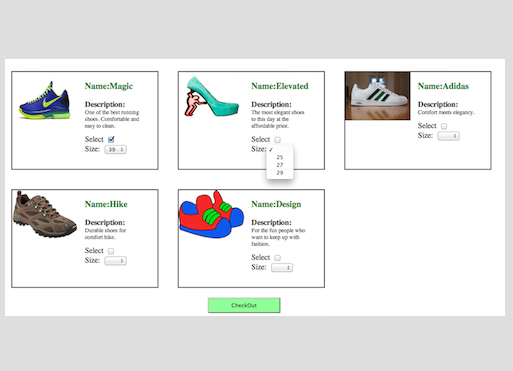 Name:Magic
Description:
One of the best running
shoes. Comfortable and
easy to clean.
Select
Size: 39
Name:Elevated
Description:
The most elegant shoes
to this day at the
affordable price.
Select
Size:
25
27
29
Name:Adidas
Description:
Comfort meets elegancy.
Select
Size:
Name:Hike
Description:
Durable shoes for
comfort hike.
Select
Size:
Name:Design
Description:
For the fun people who
want to keep up with
fashion.
Select
Size:
CheckOut